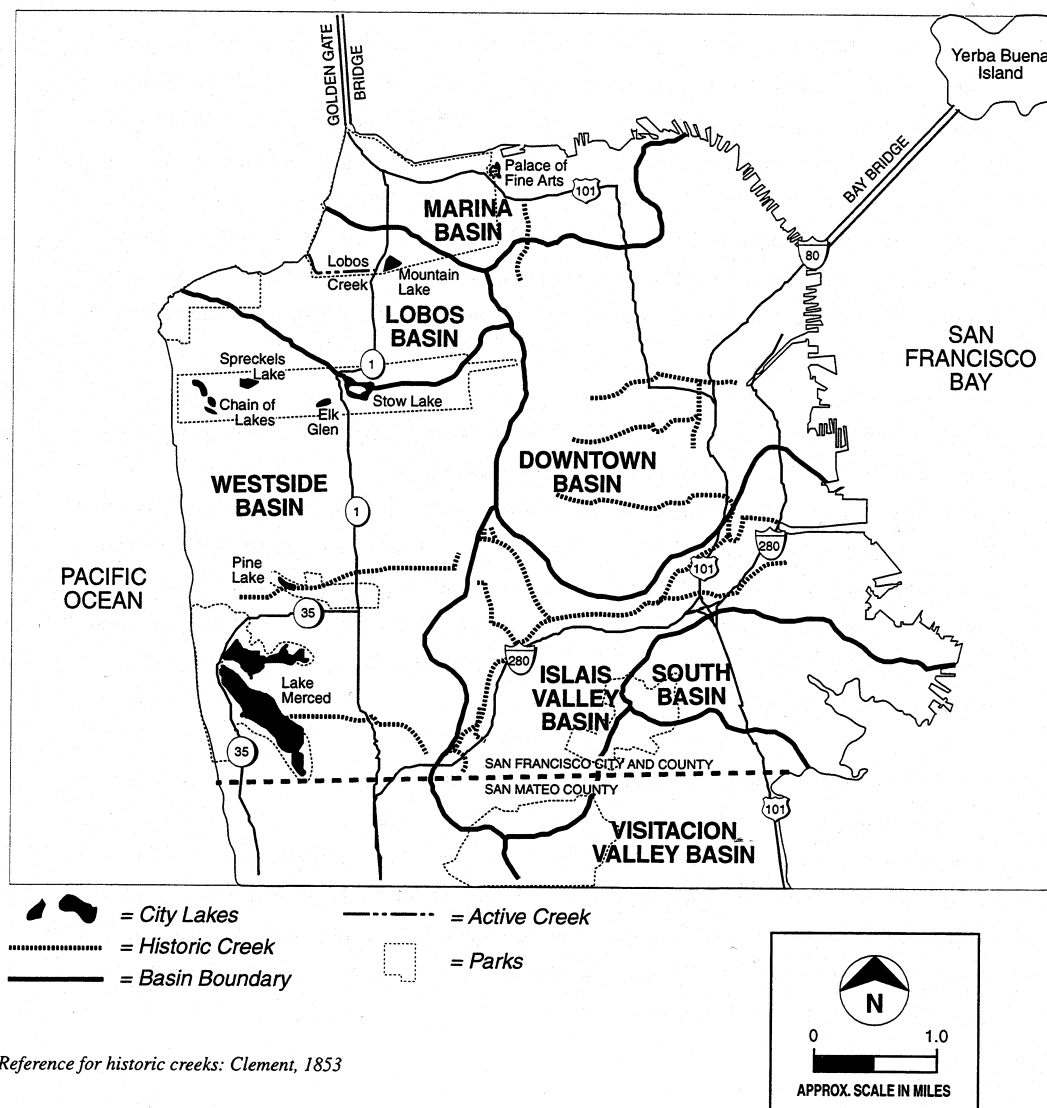 GOLDEN GATE
BRIDGE
Yerba Buena
Island
BAY BRIDGE
Palace of
Fine Arts
101
MARINA
BASIN
80
Lobos
Creek
Mountain
Lake
LOBOS
BASIN
SAN
FRANCISCO
BAY
1
Spreckels
Lake
Chain of
Lakes
Elk
Glen
Stow Lake
DOWNTOWN
BASIN
WESTSIDE
BASIN
1
280
101
Pine
Lake
PACIFIC
OCEAN
35
280
ISLAIS
VALLEY
BASIN
SOUTH
BASIN
Lake
Merced
35
SAN FRANCISCO CITY AND COUNTY
SAN MATEO COUNTY
101
VISITACION
VALLEY BASIN
= City Lakes
= Active Creek
= Historic Creek
= Parks
= Basin Boundary
N
0 1.0
APPROX. SCALE IN MILES
Reference for historic creeks: Clement, 1853